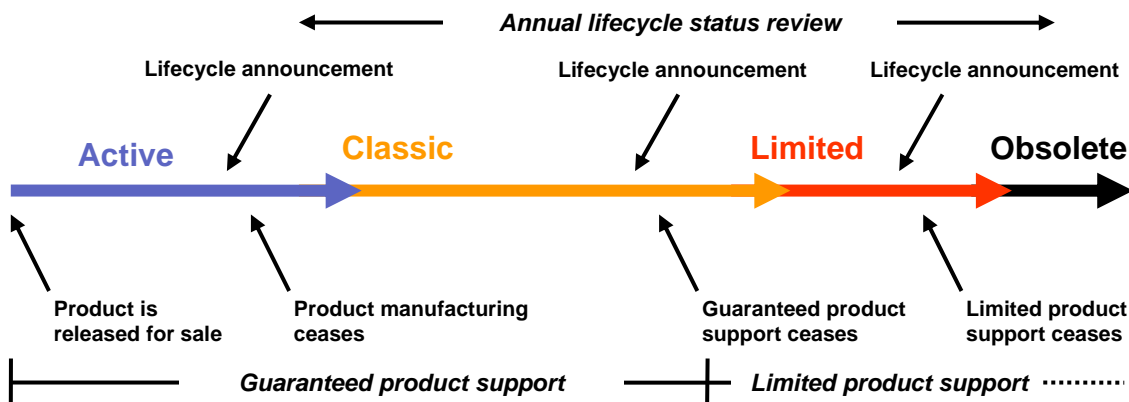 Annual lifecycle status review
Lifecycle announcement
Lifecycle announcement
Lifecycle announcement
Active
Classic
Limited
Obsolete
Product is
released for sale
Product manufacturing
ceases
Guaranteed product
support ceases
Limited product
support ceases
Guaranteed product support
Limited product support